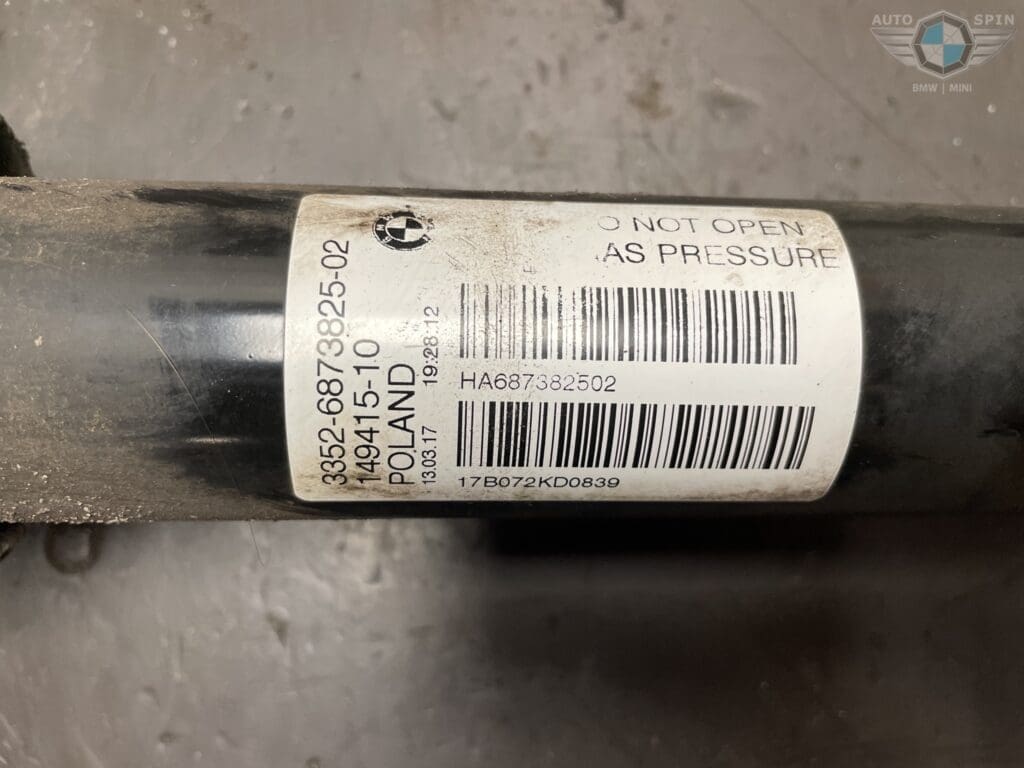 AUTO SPIN
BMW | MINI
3352-6873825-02
149415-10
POLAND
13.03.17 19:28:12
O NOT OPEN
AS PRESSURE
HA687382502
17B072KD0839